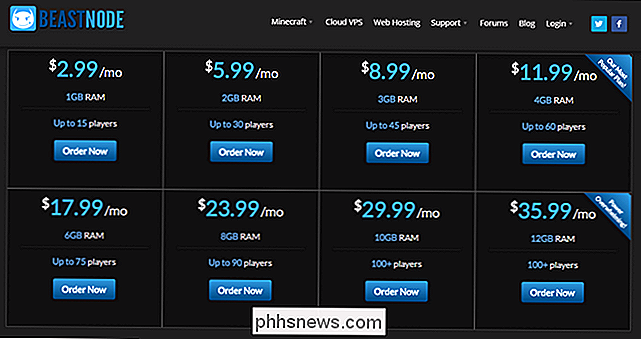 BEASTNODE
Minecraft Cloud VPS Web Hosting Support Forums Blog Login
$2.99/mo
1GB RAM
Up to 15 players
Order Now
$5.99/mo
2GB RAM
Up to 30 players
Order Now
$8.99/mo
3GB RAM
Up to 45 players
Order Now
Our Most
Popular Plan!
$11.99/mo
4GB RAM
Up to 60 players
Order Now
$17.99/mo
6GB RAM
Up to 75 players
Order Now
$23.99/mo
8GB RAM
Up to 90 players
Order Now
$29.99/mo
10GB RAM
100+ players
Order Now
Power
Overwhelming!
$35.99/mo
12GB RAM
100+ players
Order Now
phhsnews.com